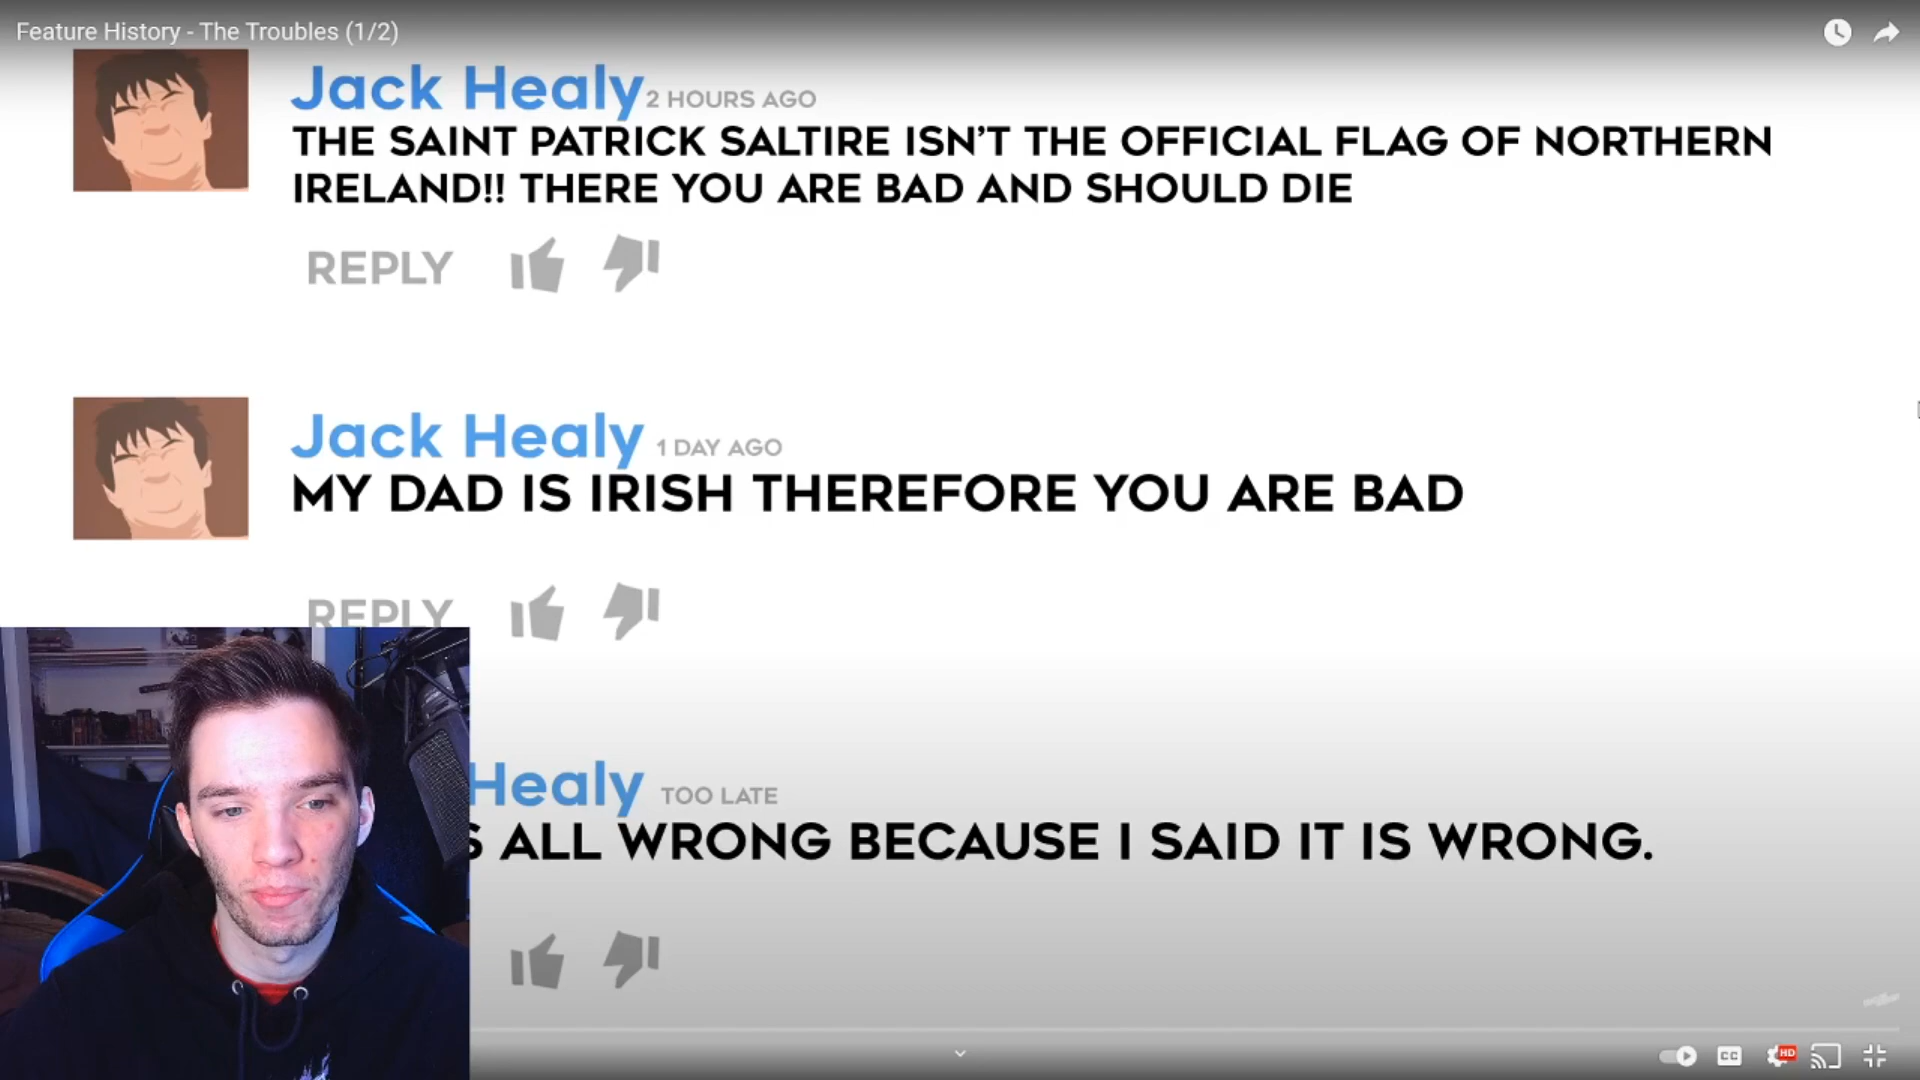 Feature History - The Troubles (1/2)
Jack Healy 2 HOURS AGO
THE SAINT PATRICK SALTIRE ISN'T THE OFFICIAL FLAG OF NORTHERN
IRELAND!! THERE YOU ARE BAD AND SHOULD DIE
REPLY
Jack Healy 1 DAY AGO
MY DAD IS IRISH THEREFORE YOU ARE BAD
REPLY
Healy TOO LATE
S ALL WRONG BECAUSE I SAID IT IS WRONG.
CC HD